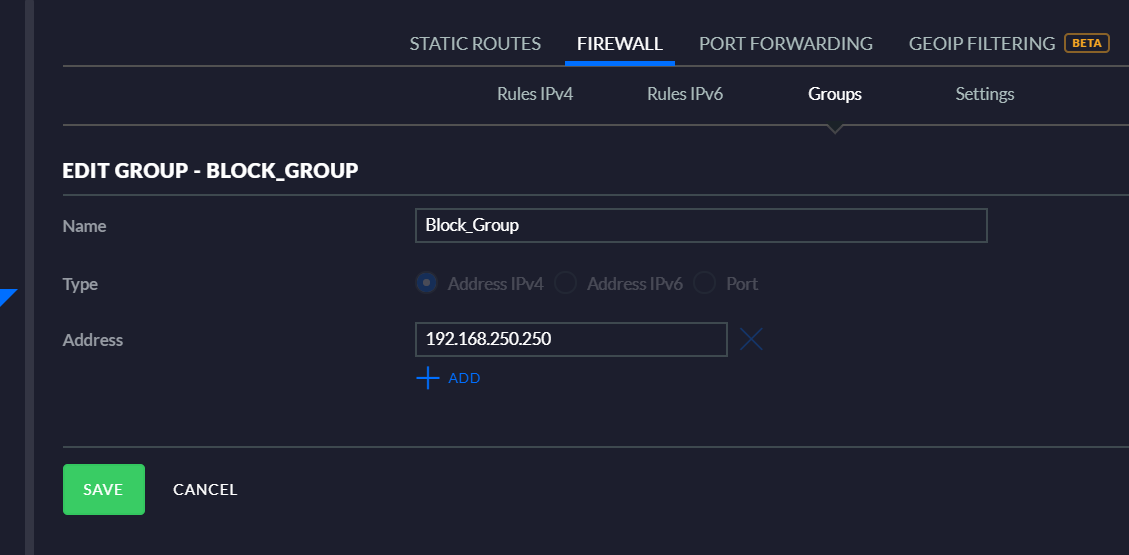 STATIC ROUTES FIREWALL PORT FORWARDING GEOIP FILTERING BETA
Rules IPv4 Rules IPv6 Groups Settings
EDIT GROUP - BLOCK_GROUP
Name Block_Group
Type Address IPv4 Address IPv6 Port
Address 192.168.250.250
ADD
SAVE CANCEL